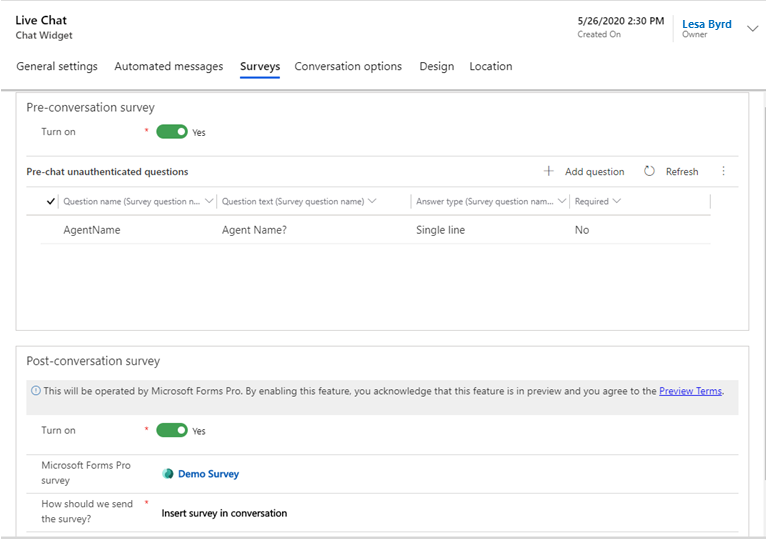 Live Chat
Chat Widget
5/26/2020 2:30 PM
Created On
Lesa Byrd
Owner
General settings Automated messages Surveys Conversation options Design Location
Pre-conversation survey
Turn on * Yes
Pre-chat unauthenticated questions
Add question Refresh
Question name (Survey question n... Question text (Survey question name) Answer type (Survey question nam... Required
AgentName Agent Name? Single line No
Post-conversation survey
This will be operated by Microsoft Forms Pro. By enabling this feature, you acknowledge that this feature is in preview and you agree to the Preview Terms.
Turn on * Yes
Microsoft Forms Pro
survey
Demo Survey
How should we send *
the survey?
Insert survey in conversation